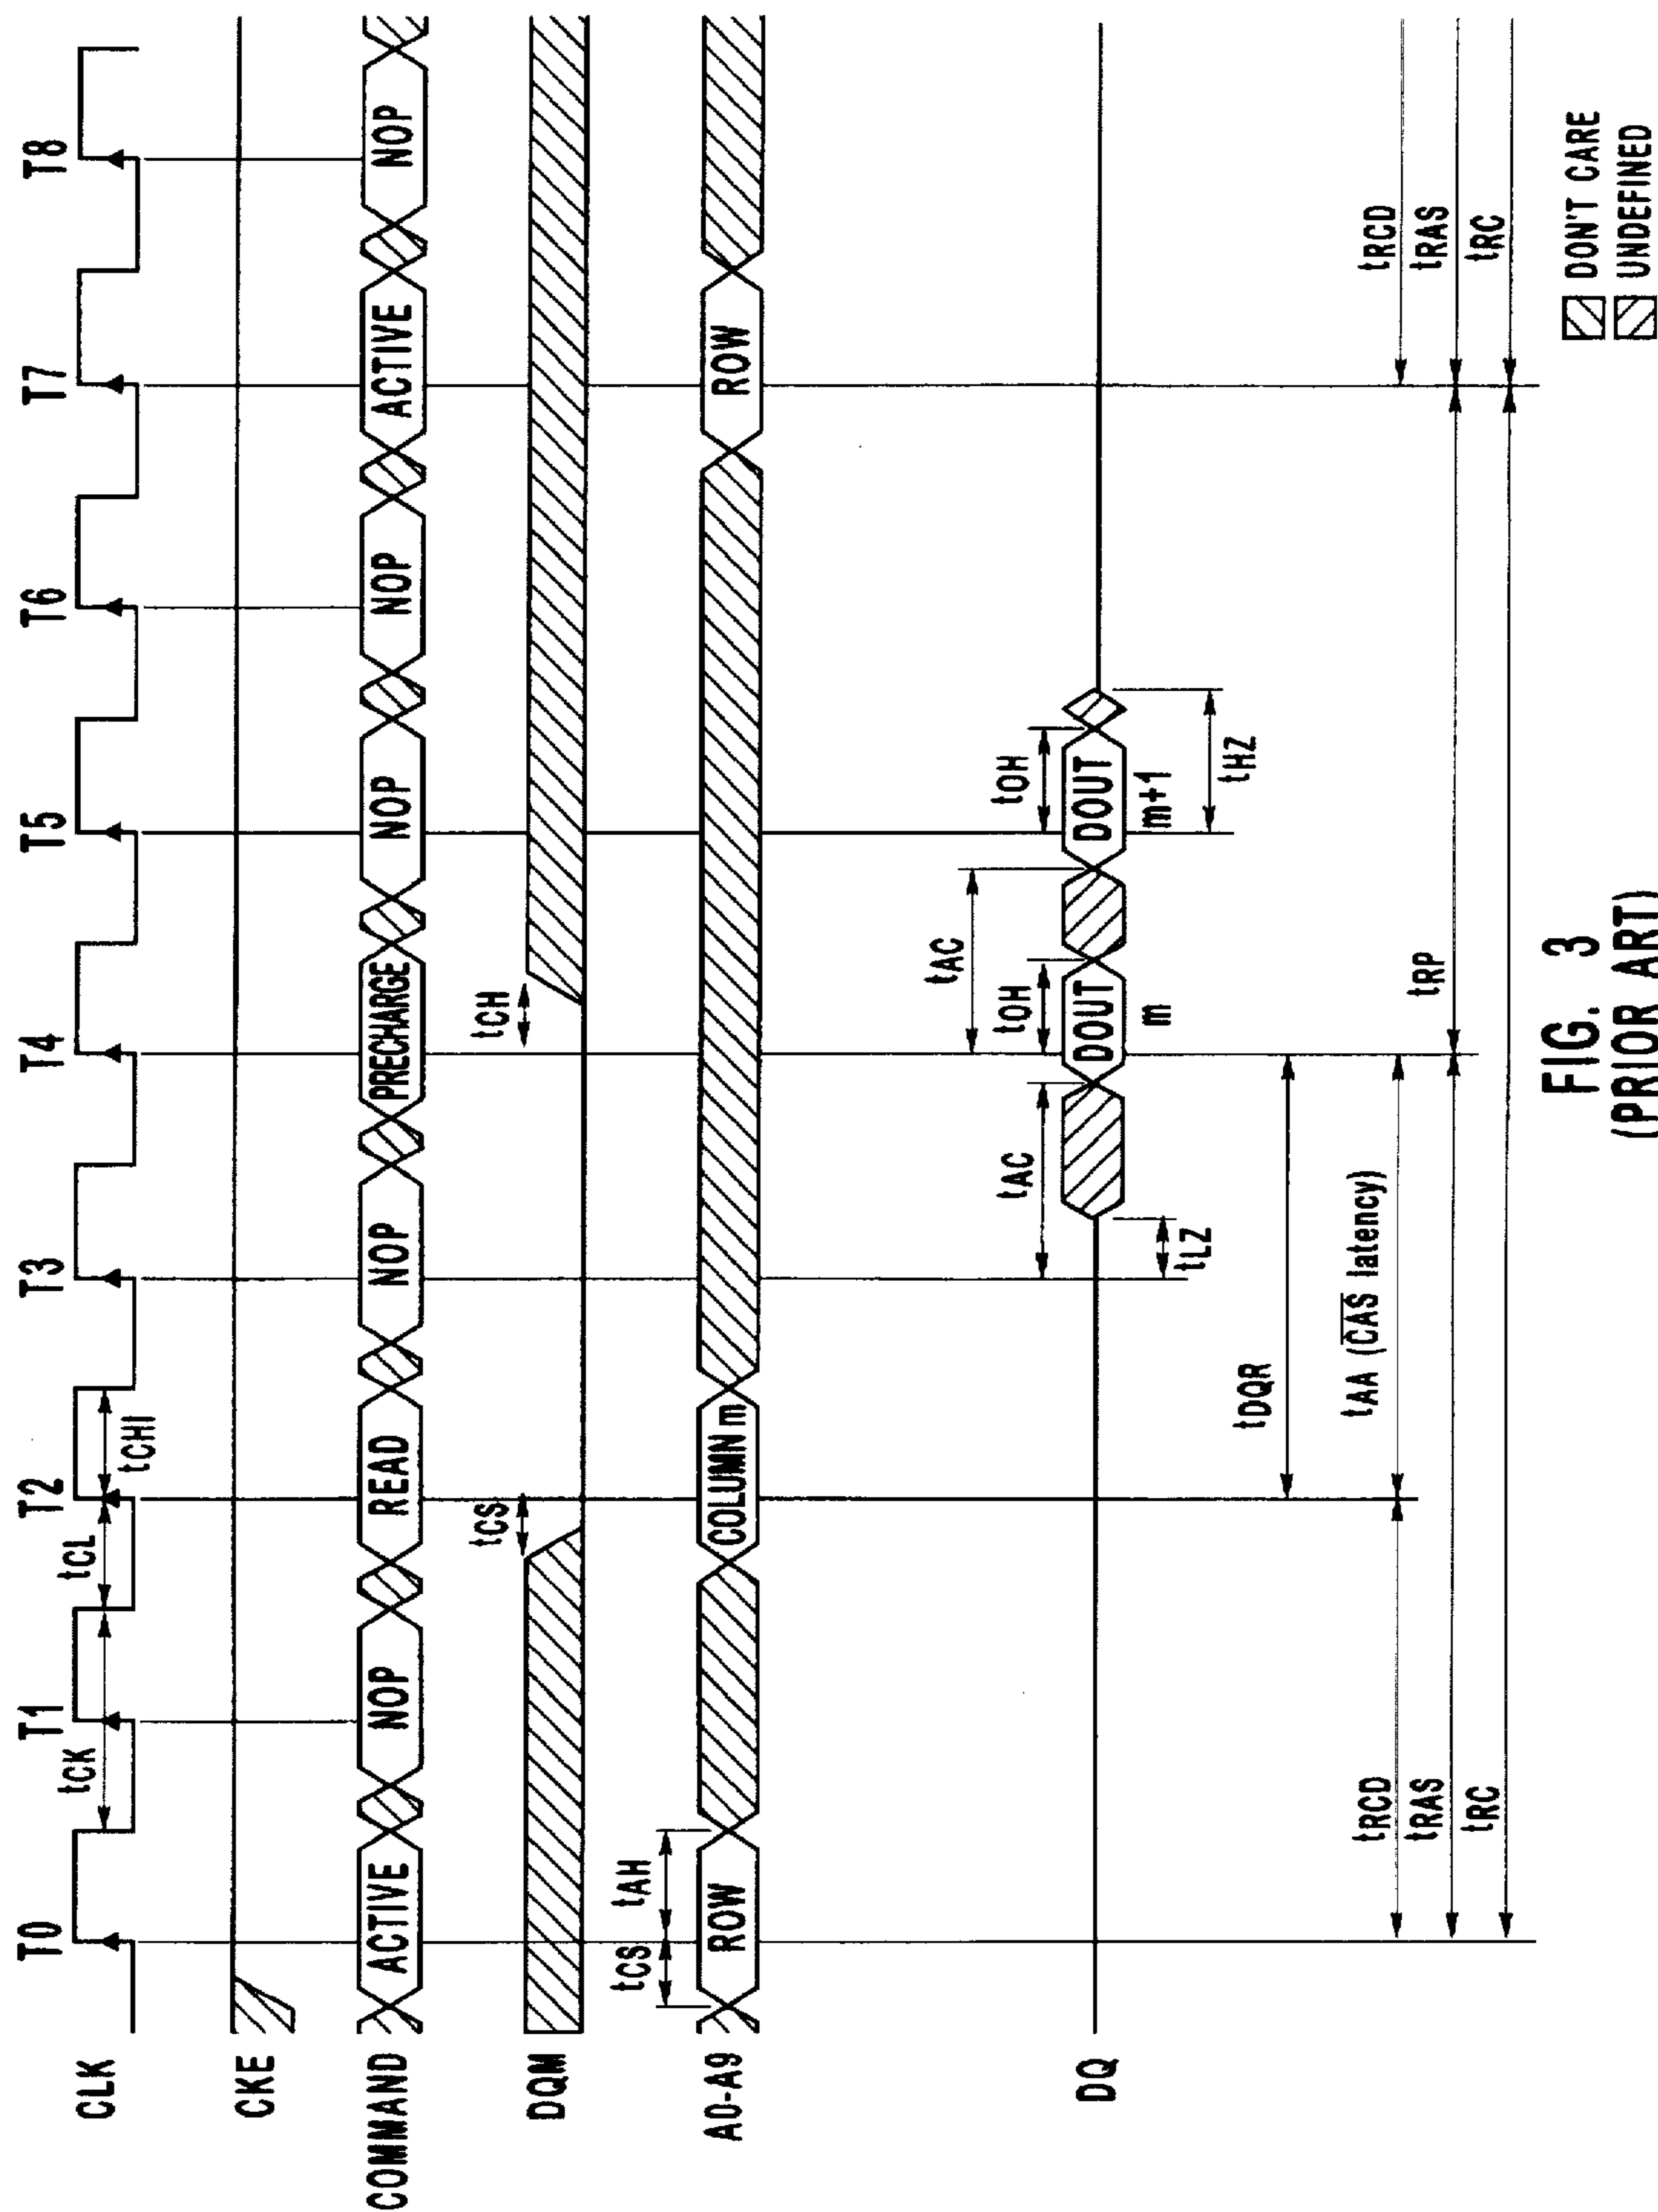 T0 T1 T2 T3 T4 T5 T6 T7 T8
CLK
tCK tCL tCHI
CKE
COMMAND ACTIVE NOP READ NOP PRECHARGE NOP NOP ACTIVE NOP
DQM tCS tCH
tCS tAH
A0-A9 ROW COLUMN m ROW
tAC tOH tAC tOH
DQ DOUT m DOUT m+1
tLZ tHZ
tDQR
tRCD tAA (CAS latency) tRCD
tRAS tRP tRAS
tRC tRC
DON'T CARE
UNDEFINED
FIG. 3
(PRIOR ART)